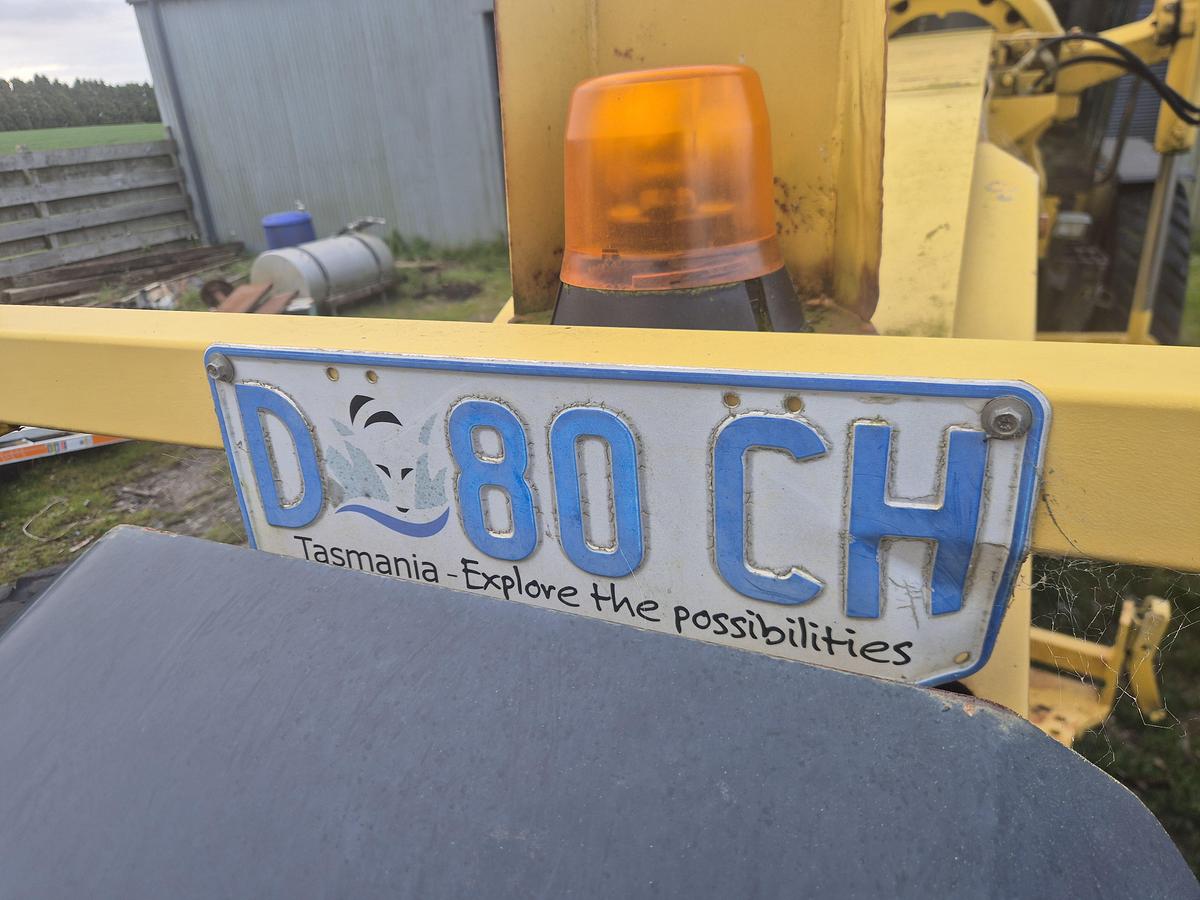 D 80 CH
Tasmania - Explore the possibilities